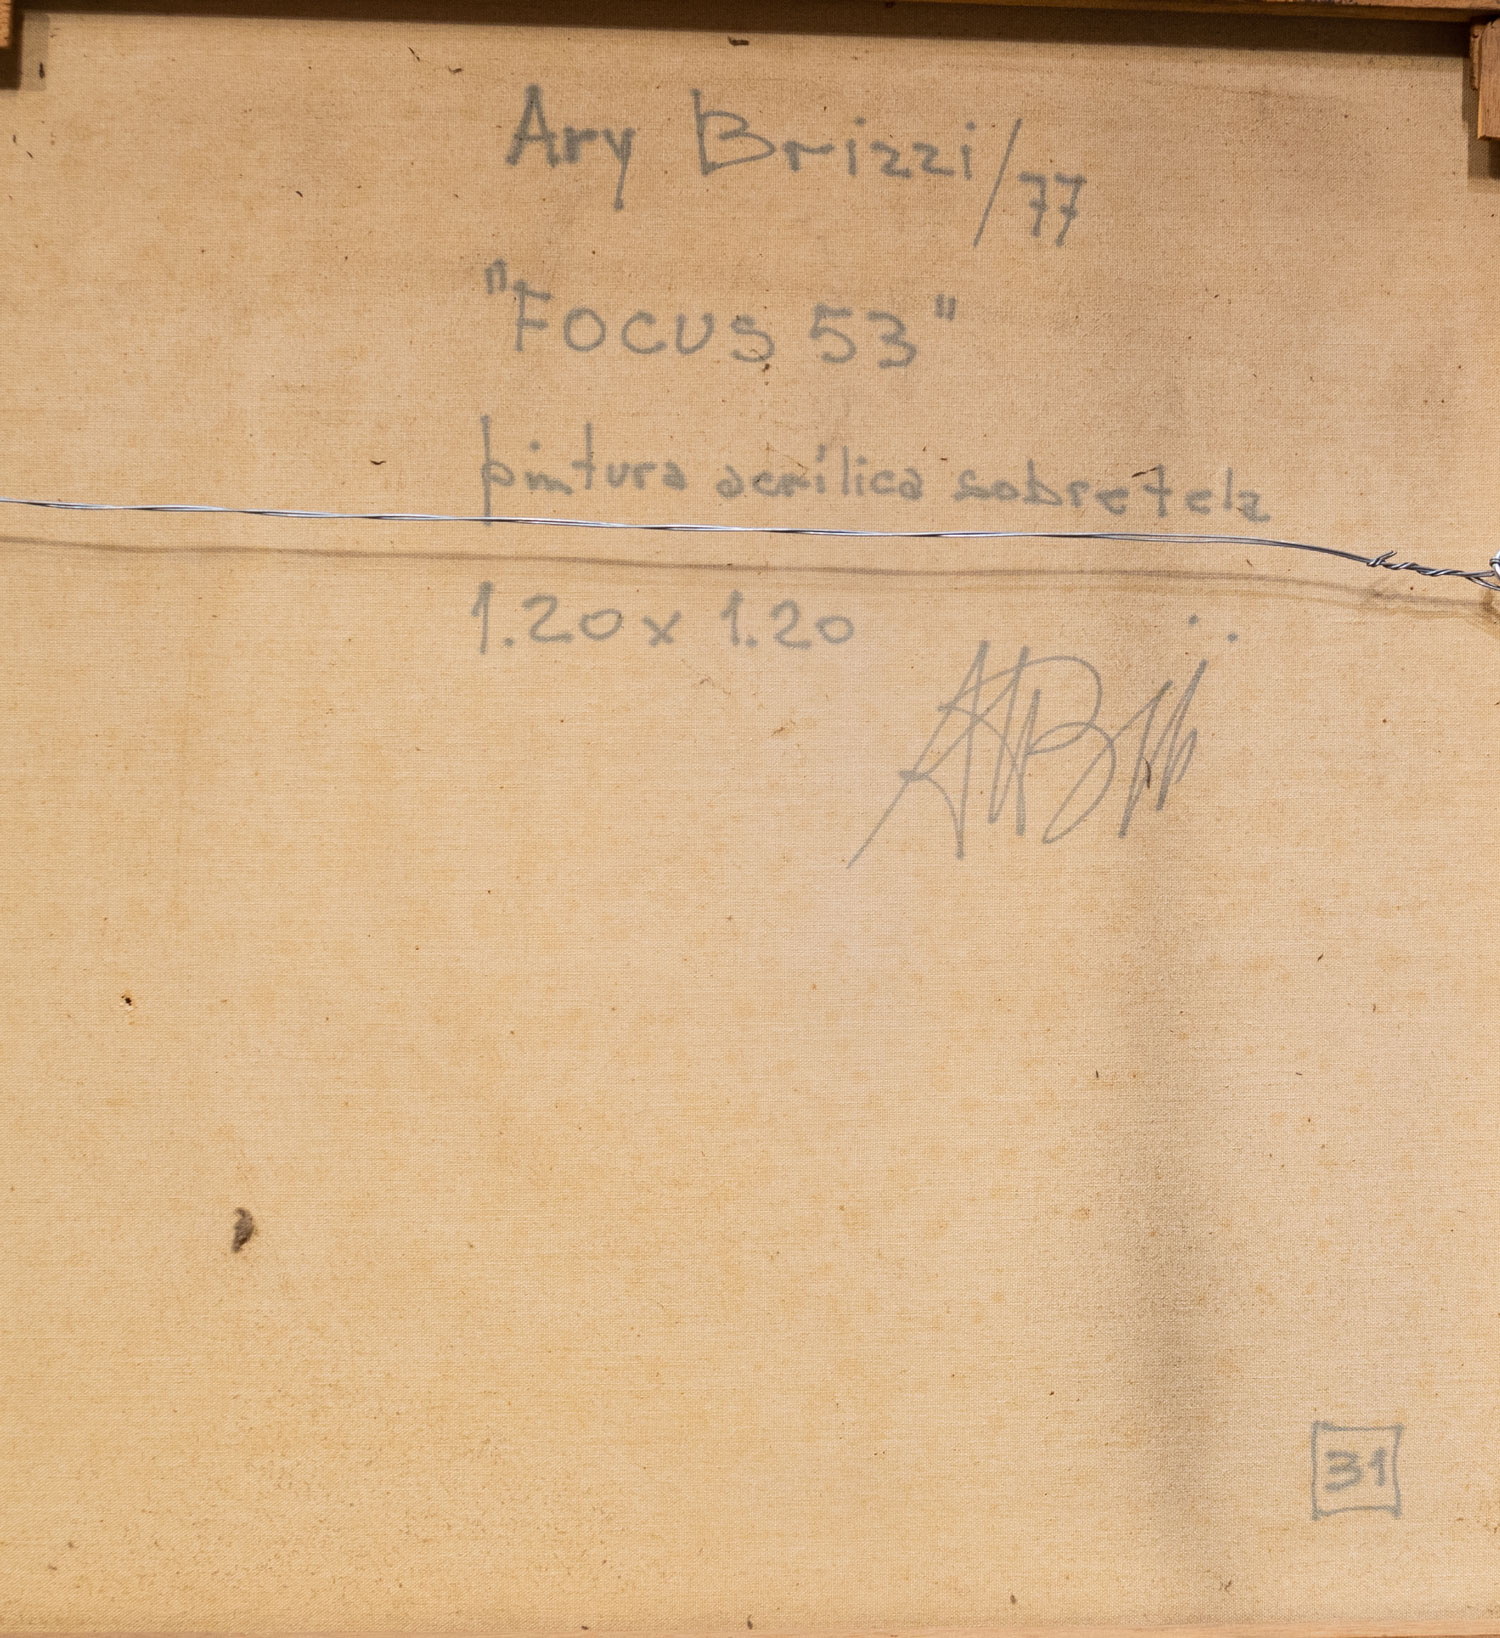 Ary Brizzi/77
"FOCUS 53"
pintura acrílica sobre tela
1.20 x 1.20
31